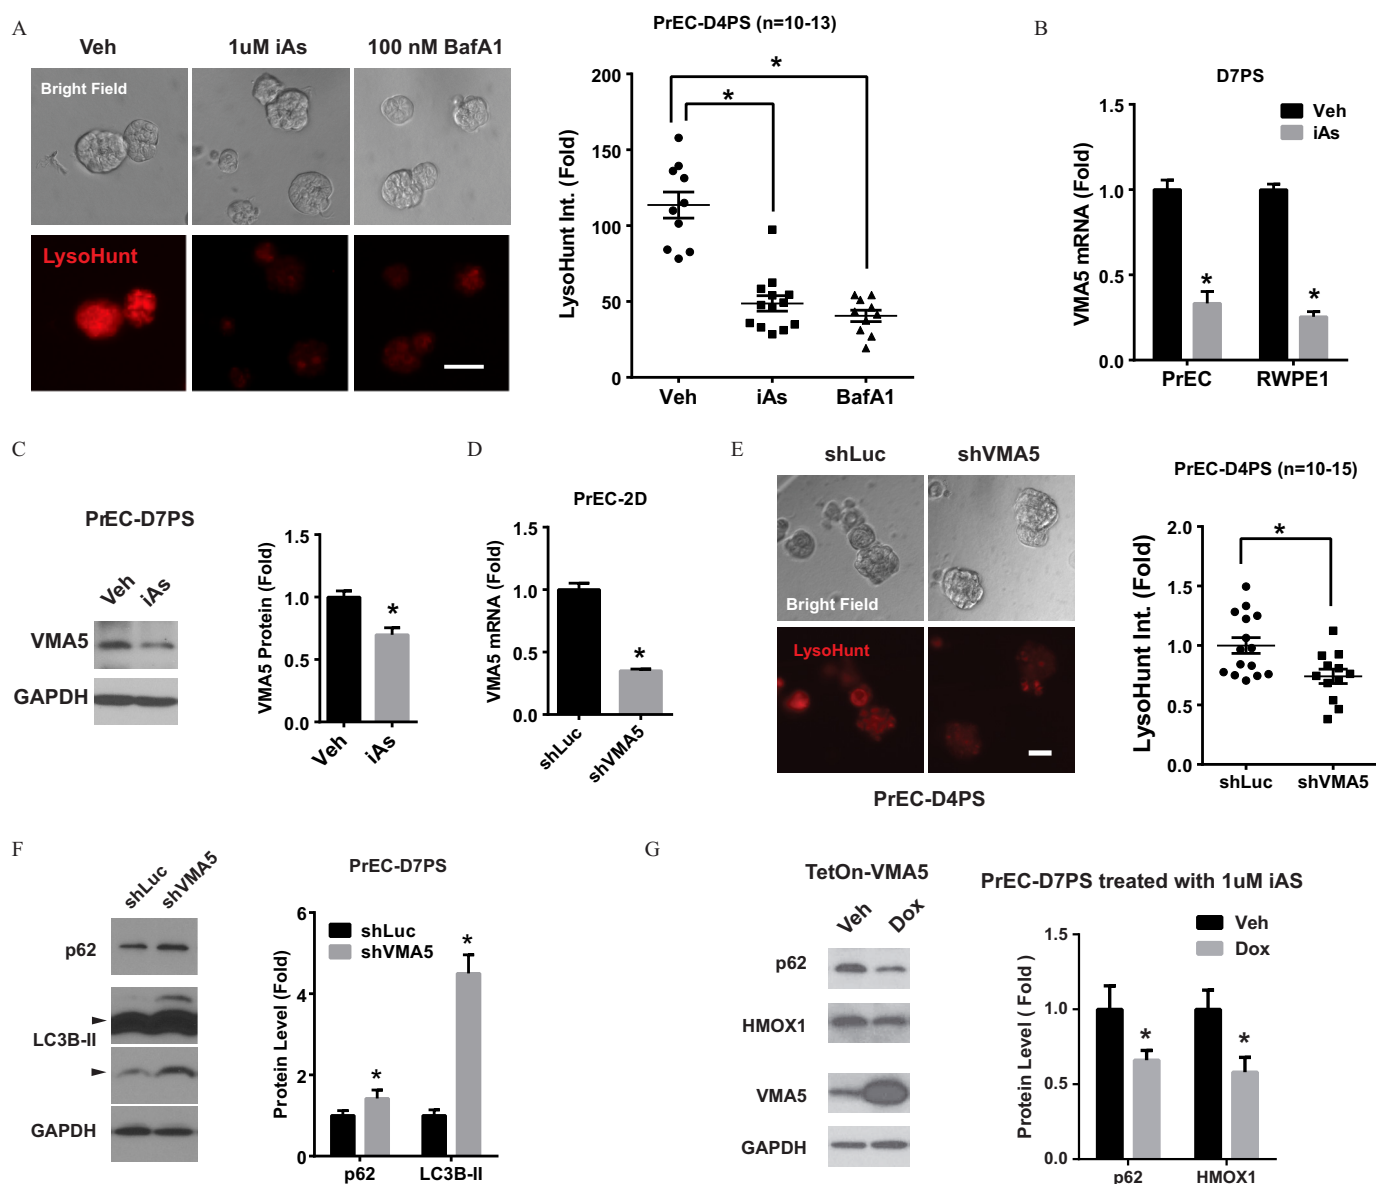 A
Veh
1uM iAs
100 nM BafA1
Bright Field
LysoHunt
PrEC-D4PS (n=10-13)
LysoHunt Int. (Fold)
200
150
100
50
0
*
*
Veh
iAs
BafA1
B
D7PS
VMA5 mRNA (Fold)
1.5
1.0
0.5
0.0
Veh
iAs
*
*
PrEC
RWPE1
C
PrEC-D7PS
Veh
iAs
VMA5
GAPDH
VMA5 Protein (Fold)
1.5
1.0
0.5
0.0
*
Veh
iAs
D
PrEC-2D
VMA5 mRNA (Fold)
1.5
1.0
0.5
0.0
*
shLuc
shVMA5
E
shLuc
shVMA5
Bright Field
LysoHunt
PrEC-D4PS
PrEC-D4PS (n=10-15)
LysoHunt Int. (Fold)
2.0
1.5
1.0
0.5
0.0
*
shLuc
shVMA5
F
shLuc
shVMA5
p62
LC3B-II
GAPDH
PrEC-D7PS
Protein Level (Fold)
6
4
2
0
shLuc
shVMA5
*
*
p62
LC3B-II
G
TetOn-VMA5
Veh
Dox
p62
HMOX1
VMA5
GAPDH
PrEC-D7PS treated with 1uM iAS
Protein Level ( Fold )
1.5
1.0
0.5
0.0
Veh
Dox
*
*
p62
HMOX1